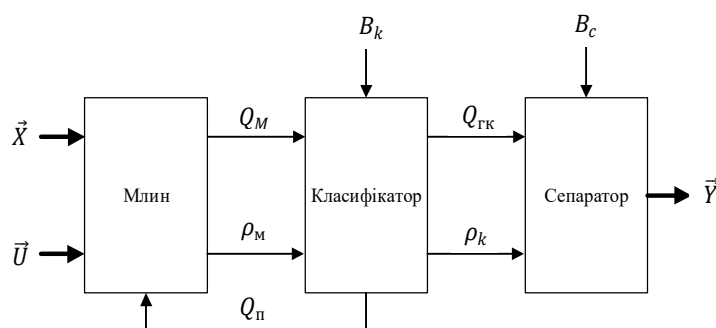 B_k
B_c
X⃗
Q_M
Q_гк
Млин
Класифікатор
Сепаратор
Y⃗
U⃗
ρ_м
ρ_k
Q_п